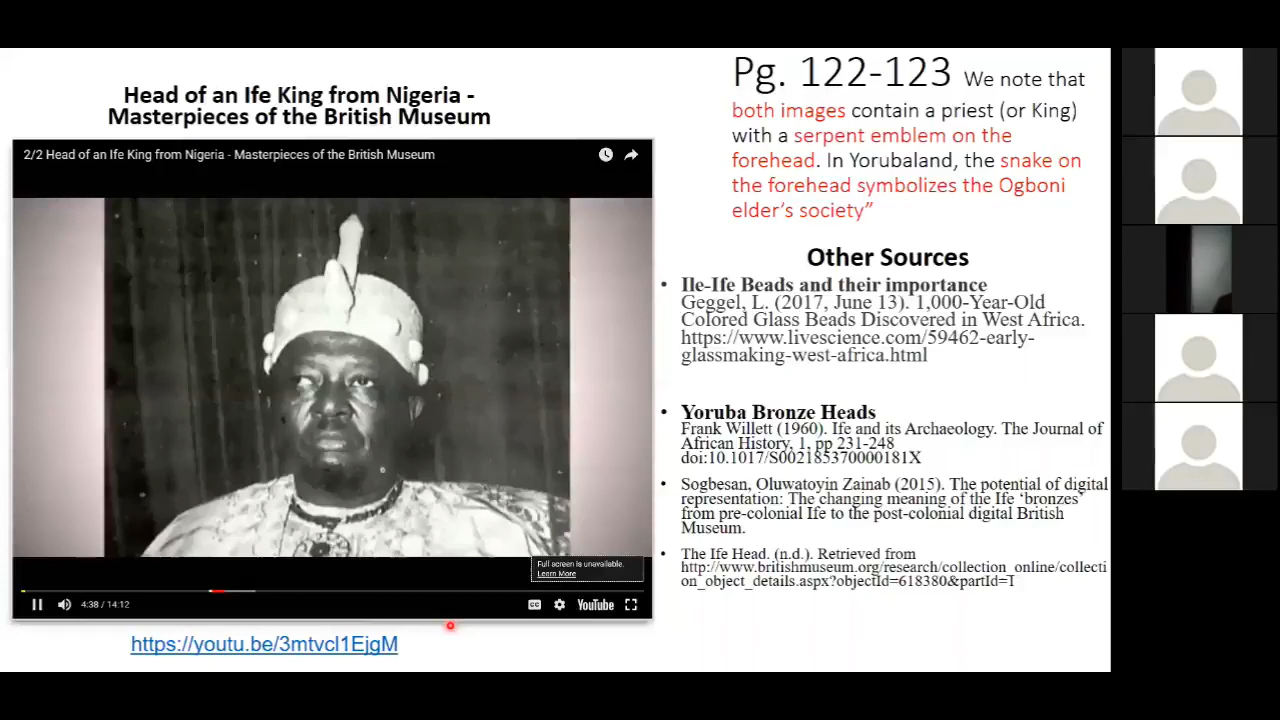 Head of an Ife King from Nigeria -
Masterpieces of the British Museum
2/2 Head of an Ife King from Nigeria - Masterpieces of the British Museum
Full screen is unavailable.
Learn More
4:38 / 14:12
YouTube
https://youtu.be/3mtvcI1EjgM
Pg. 122-123 We note that
both images contain a priest (or King)
with a serpent emblem on the
forehead. In Yorubaland, the snake on
the forehead symbolizes the Ogboni
elder's society”
Other Sources
• Ile-Ife Beads and their importance
Geggel, L. (2017, June 13). 1,000-Year-Old
Colored Glass Beads Discovered in West Africa.
https://www.livescience.com/59462-early-
glassmaking-west-africa.html
• Yoruba Bronze Heads
Frank Willett (1960). Ife and its Archaeology. The Journal of
African History, 1, pp 231-248
doi:10.1017/S002185370000181X
• Sogbesan, Oluwatoyin Zainab (2015). The potential of digital
representation: The changing meaning of the Ife ‘bronzes’
from pre-colonial Ife to the post-colonial digital British
Museum.
• The Ife Head. (n.d.). Retrieved from
http://www.britishmuseum.org/research/collection_online/collecti
on_object_details.aspx?objectId=618380&partId=1